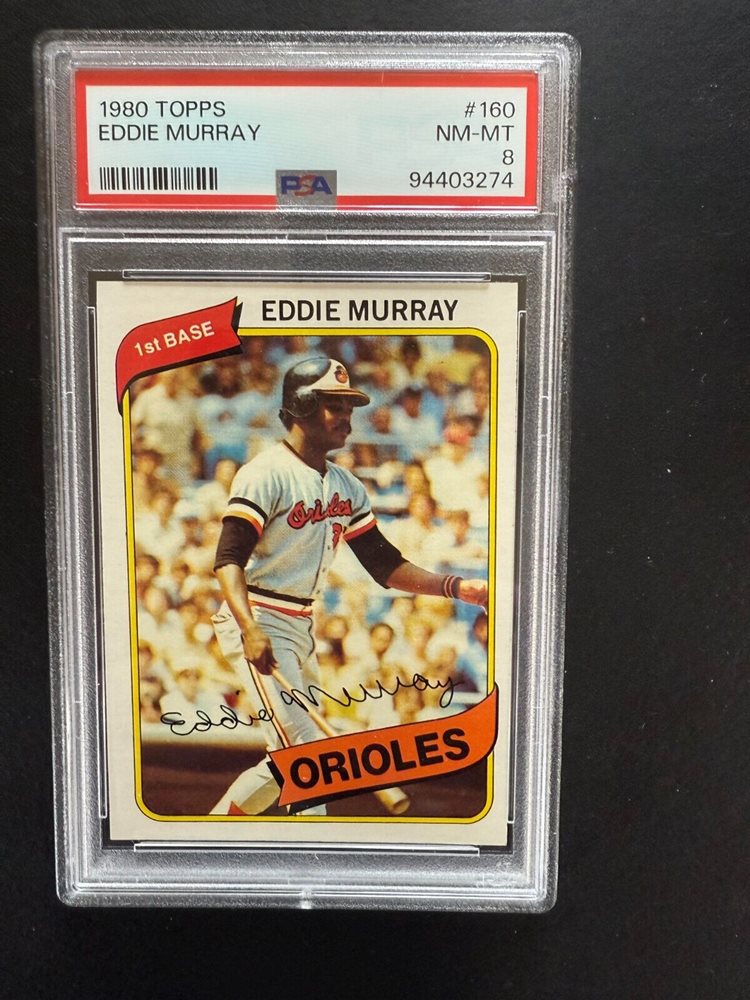 1980 TOPPS #160
EDDIE MURRAY NM-MT
8
PSA 94403274
EDDIE MURRAY
1st BASE
Orioles
Eddie Murray
ORIOLES